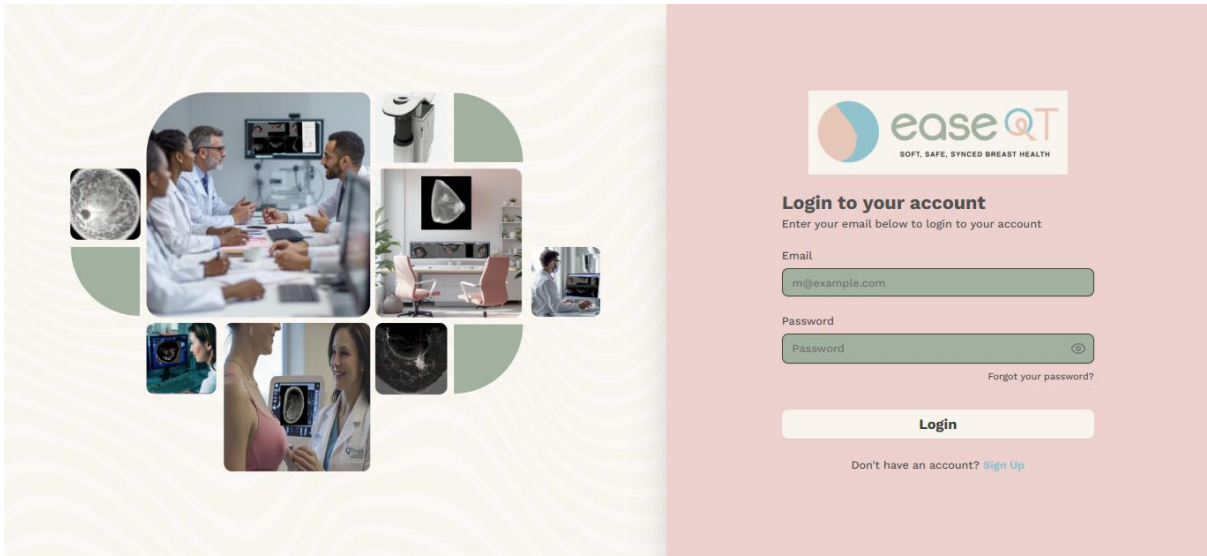 ease QT
SOFT, SAFE, SYNCED BREAST HEALTH
Login to your account
Enter your email below to login to your account
Email
m@example.com
Password
Password
Forgot your password?
Login
Don't have an account? Sign Up